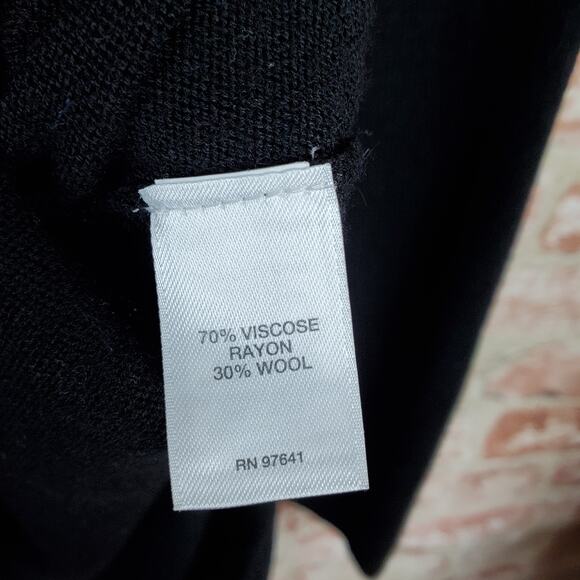 70% VISCOSE
RAYON
30% WOOL
RN 97641